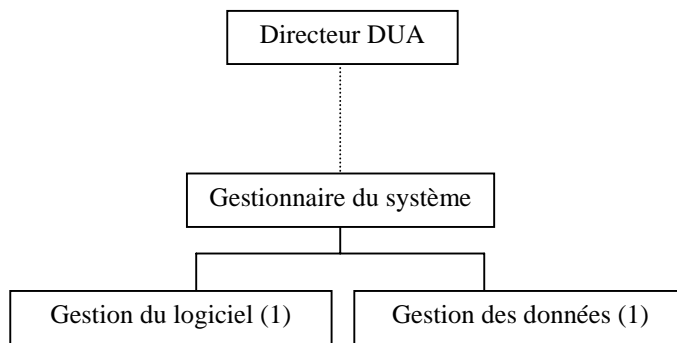 Directeur DUA
Gestionnaire du système
Gestion du logiciel (1)
Gestion des données (1)